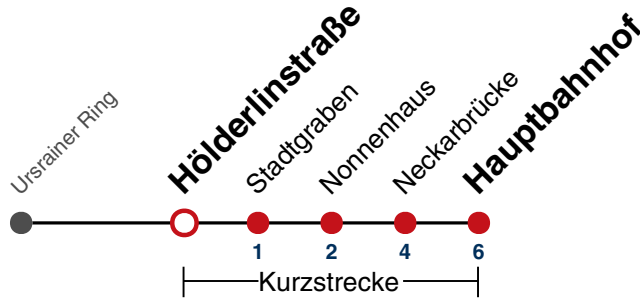 Ursrainer Ring
Hölderlinstraße
Stadtgraben
Nonnenhaus
Neckarbrücke
Hauptbahnhof
1
2
4
6
Kurzstrecke